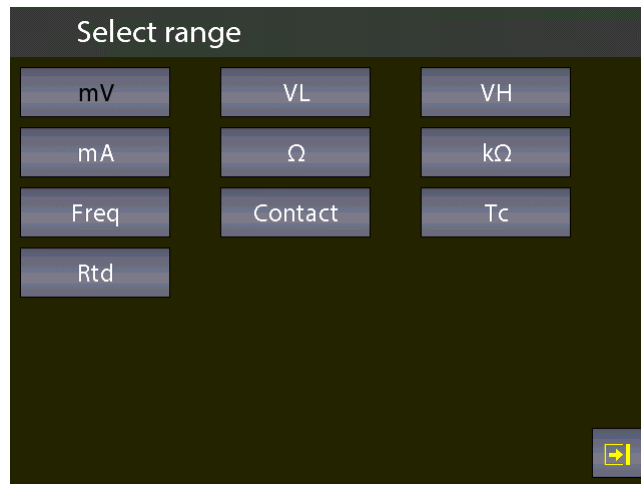 Select range
mV VL VH
mA Ω kΩ
Freq Contact Tc
Rtd